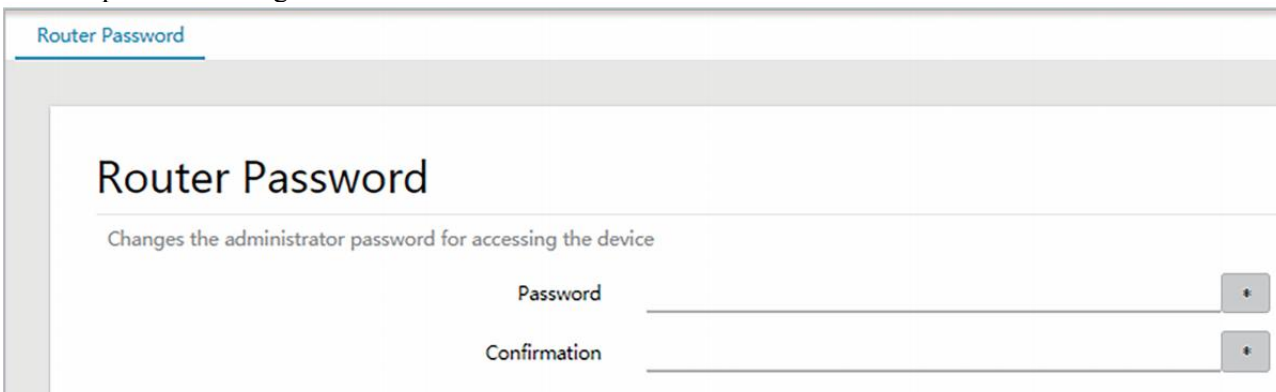 Router Password
Router Password
Changes the administrator password for accessing the device
Password
*
Confirmation
*